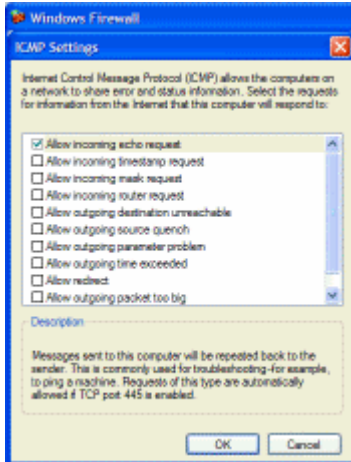 Windows Firewall
ICMP Settings
Internet Control Message Protocol (ICMP) allows the computers on
a network to share error and status information. Select the requests
for information from the Internet that this computer will respond to:
Allow incoming echo request
Allow incoming timestamp request
Allow incoming mask request
Allow incoming router request
Allow outgoing destination unreachable
Allow outgoing source quench
Allow outgoing parameter problem
Allow outgoing time exceeded
Allow redirect
Allow outgoing packet too big
Description
Messages sent to this computer will be repeated back to the
sender. This is commonly used for troubleshooting-for example,
to ping a machine. Requests of this type are automatically
allowed if TCP port 445 is enabled.
OK Cancel